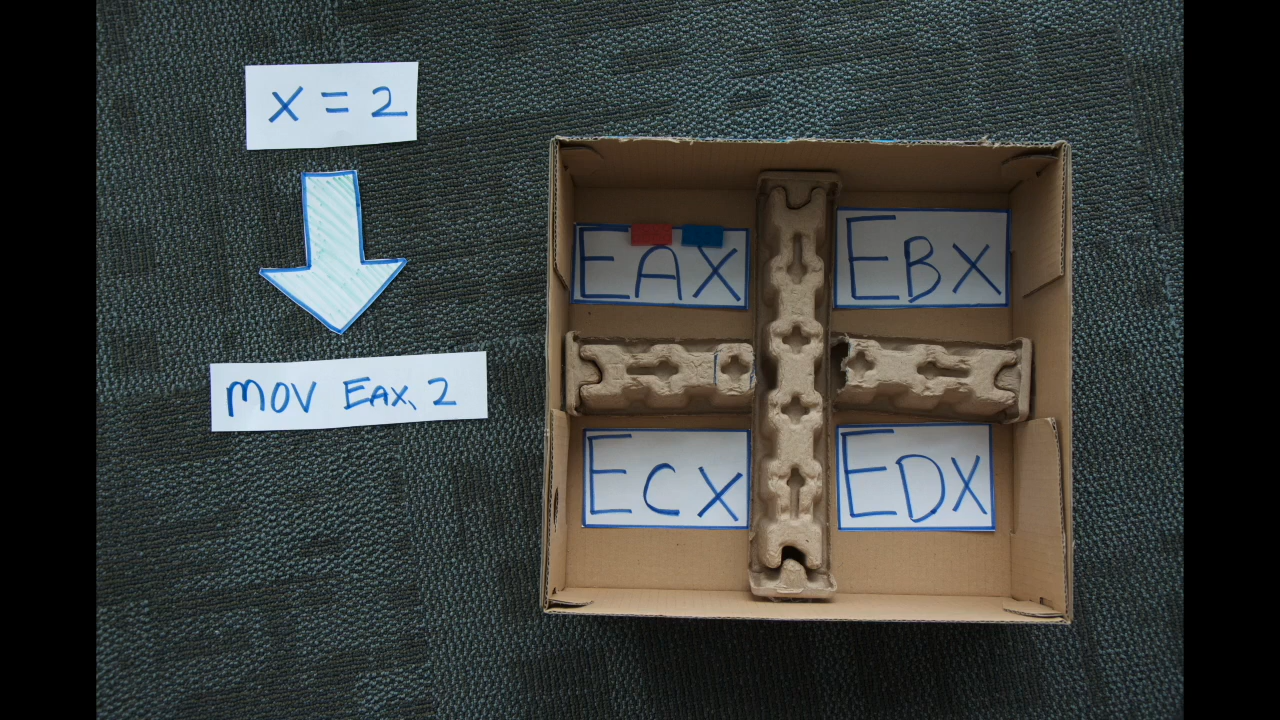 x = 2
MOV EAX, 2
EAX
EBX
ECX
EDX